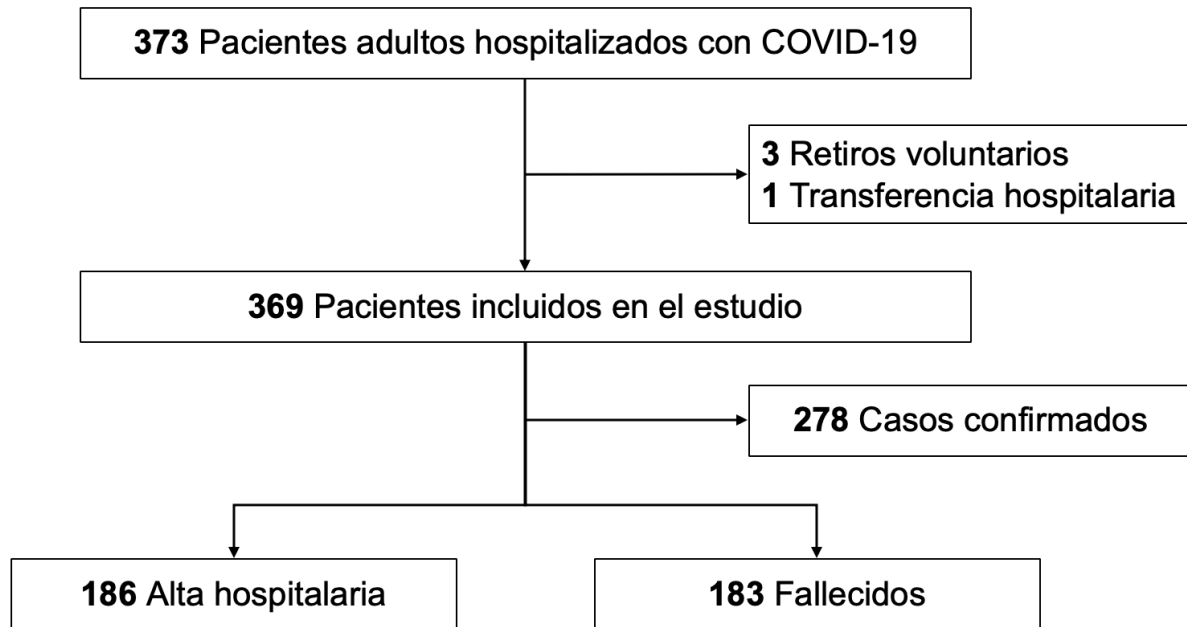 373 Pacientes adultos hospitalizados con COVID-19
3 Retiros voluntarios
1 Transferencia hospitalaria
369 Pacientes incluidos en el estudio
278 Casos confirmados
186 Alta hospitalaria
183 Fallecidos